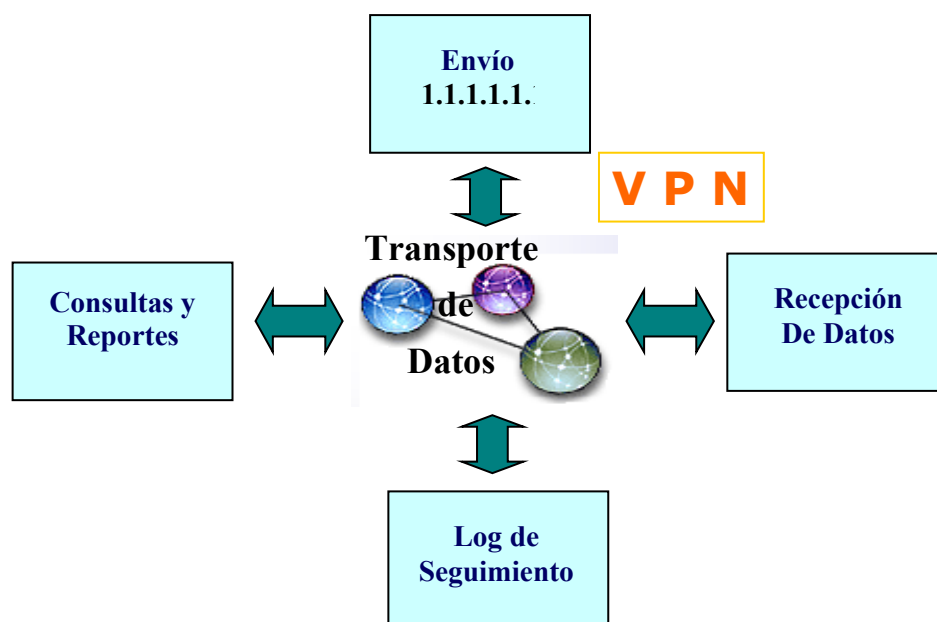 Envío
1.1.1.1.1.
V P N
Transporte
de
Datos
Consultas y
Reportes
Recepción
De Datos
Log de
Seguimiento